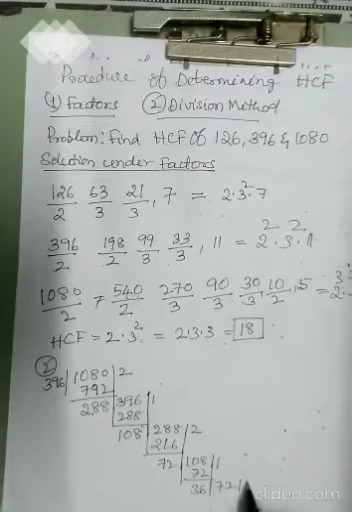 Procedure of Determining HCF
① Factors ② Division Method
Problem: Find HCF of 126, 396 & 1080
Solution under Factors
126/2 63/3 21/3, 7 = 2·3²·7
396/2 198/2 99/3 33/3, 11 = 2²·3²·11
1080/2 540/2 270/3 90/3 30/3, 10/2, 5 = 2³·3
HCF = 2·3² = 2·3·3 = 18
②
396 | 1080 | 2
792
288 | 396 | 1
288
108 | 288 | 2
216
72 | 108 | 1
72
36 | 72 |
clideo.com